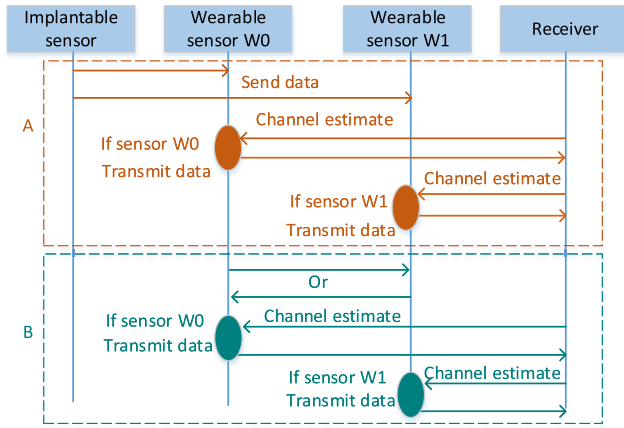 Implantable
sensor
Wearable
sensor W0
Wearable
sensor W1
Receiver
A
Send data
Channel estimate
If sensor W0
Transmit data
Channel estimate
If sensor W1
Transmit data
B
Or
If sensor W0
Channel estimate
Transmit data
If sensor W1
Channel estimate
Transmit data